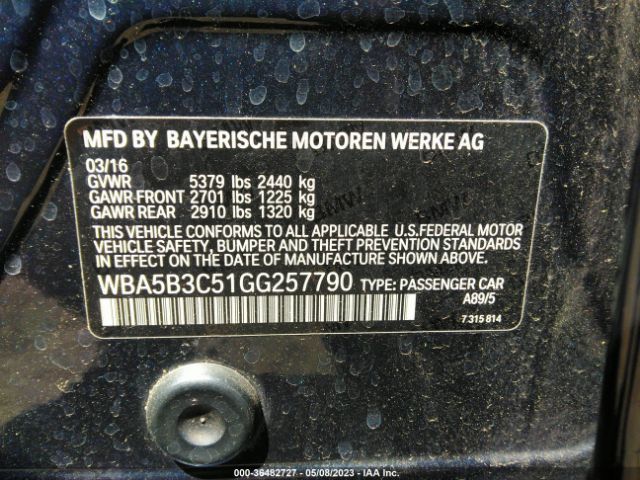 MFD BY BAYERISCHE MOTOREN WERKE AG
03/16
GVWR 5379 lbs 2440 kg
GAWR FRONT 2701 lbs 1225 kg
GAWR REAR 2910 lbs 1320 kg
THIS VEHICLE CONFORMS TO ALL APPLICABLE U.S.FEDERAL MOTOR
VEHICLE SAFETY, BUMPER AND THEFT PREVENTION STANDARDS
IN EFFECT ON THE DATE OF MANUFACTURE SHOWN ABOVE.
WBA5B3C51GG257790 TYPE: PASSENGER CAR
A89/5
7 315 814
000-36482727 - 05/08/2023 - IAA Inc.